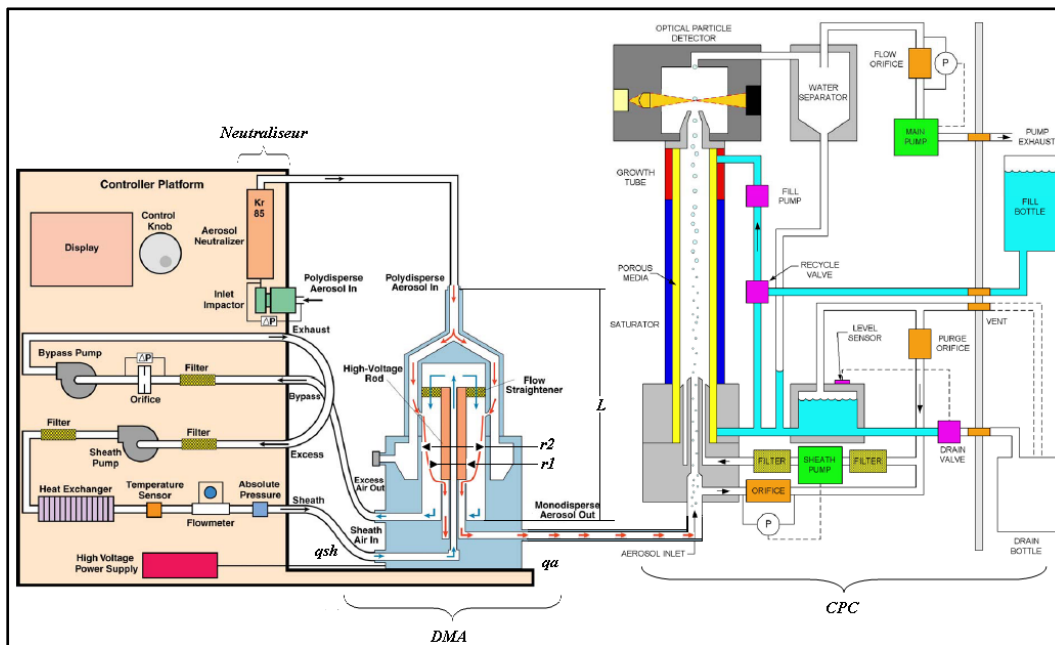 Neutraliseur
Controller Platform
Display
Control
Knob
Kr
85
Aerosol
Neutralizer
Polydisperse
Aerosol In
Inlet
Impactor
ΔP
Exhaust
Bypass Pump
ΔP
Filter
Orifice
Bypass
Filter
Filter
Sheath
Pump
Excess
Heat Exchanger
Temperature
Sensor
Flowmeter
Absolute
Pressure
Sheath
High Voltage
Power Supply
qsh
Polydisperse
Aerosol In
High-Voltage
Rod
Flow
Straightener
L
r2
r1
Excess
Air Out
Sheath
Air In
Monodisperse
Aerosol Out
qa
DMA
OPTICAL PARTICLE
DETECTOR
WATER
SEPARATOR
FLOW
ORIFICE
P
MAIN
PUMP
PUMP
EXHAUST
GROWTH
TUBE
FILL
PUMP
FILL
BOTTLE
POROUS
MEDIA
RECYCLE
VALVE
SATURATOR
LEVEL
SENSOR
VENT
PURGE
ORIFICE
FILTER
SHEATH
PUMP
FILTER
DRAIN
VALVE
ORIFICE
P
AEROSOL INLET
DRAIN
BOTTLE
CPC